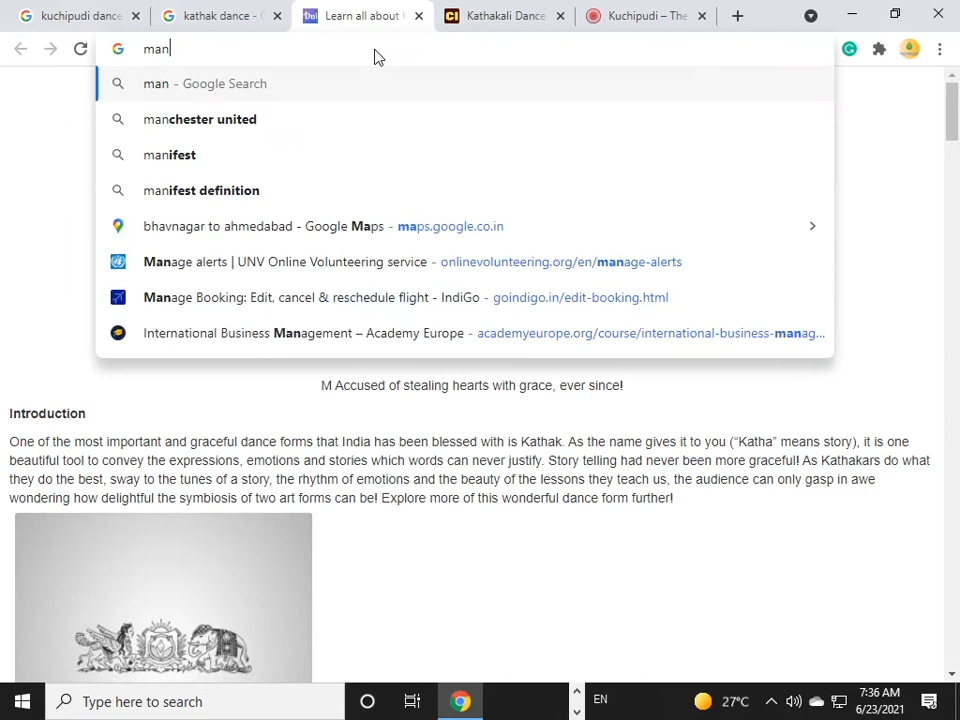 kuchipudi dance
kathak dance - G
Learn all about
Kathakali Dance
Kuchipudi – The
man
man - Google Search
manchester united
manifest
manifest definition
bhavnagar to ahmedabad - Google Maps - maps.google.co.in
Manage alerts | UNV Online Volunteering service - onlinevolunteering.org/en/manage-alerts
Manage Booking: Edit, cancel & reschedule flight - IndiGo - goindigo.in/edit-booking.html
International Business Management – Academy Europe - academyeurope.org/course/international-business-manag...
M Accused of stealing hearts with grace, ever since!
Introduction
One of the most important and graceful dance forms that India has been blessed with is Kathak. As the name gives it to you (“Katha” means story), it is one
beautiful tool to convey the expressions, emotions and stories which words can never justify. Story telling had never been more graceful! As Kathakars do what
they do the best, sway to the tunes of a story, the rhythm of emotions and the beauty of the lessons they teach us, the audience can only gasp in awe
wondering how delightful the symbiosis of two art forms can be! Explore more of this wonderful dance form further!
Type here to search
EN
27°C
7:36 AM
6/23/2021